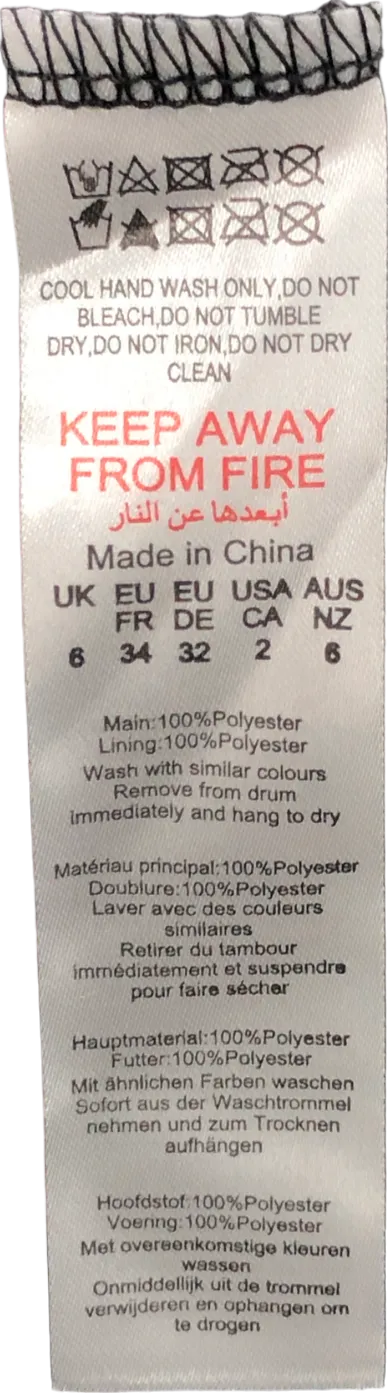 COOL HAND WASH ONLY,DO NOT
BLEACH,DO NOT TUMBLE
DRY,DO NOT IRON,DO NOT DRY
CLEAN
KEEP AWAY
FROM FIRE
أبعدها عن النار
Made in China
UK EU EU USA AUS
FR DE CA NZ
6 34 32 2 6
Main:100%Polyester
Lining:100%Polyester
Wash with similar colours
Remove from drum
immediately and hang to dry
Matériau principal:100%Polyester
Doublure:100%Polyester
Laver avec des couleurs
similaires
Retirer du tambour
immédiatement et suspendre
pour faire sécher
Hauptmaterial:100%Polyester
Futter:100%Polyester
Mit ähnlichen Farben waschen
Sofort aus der Waschtrommel
nehmen und zum Trocknen
aufhängen
Hoofdstof:100%Polyester
Voering:100%Polyester
Met overeenkomstige kleuren
wassen
Onmiddellijk uit de trommel
verwijderen en ophangen om
te drogen